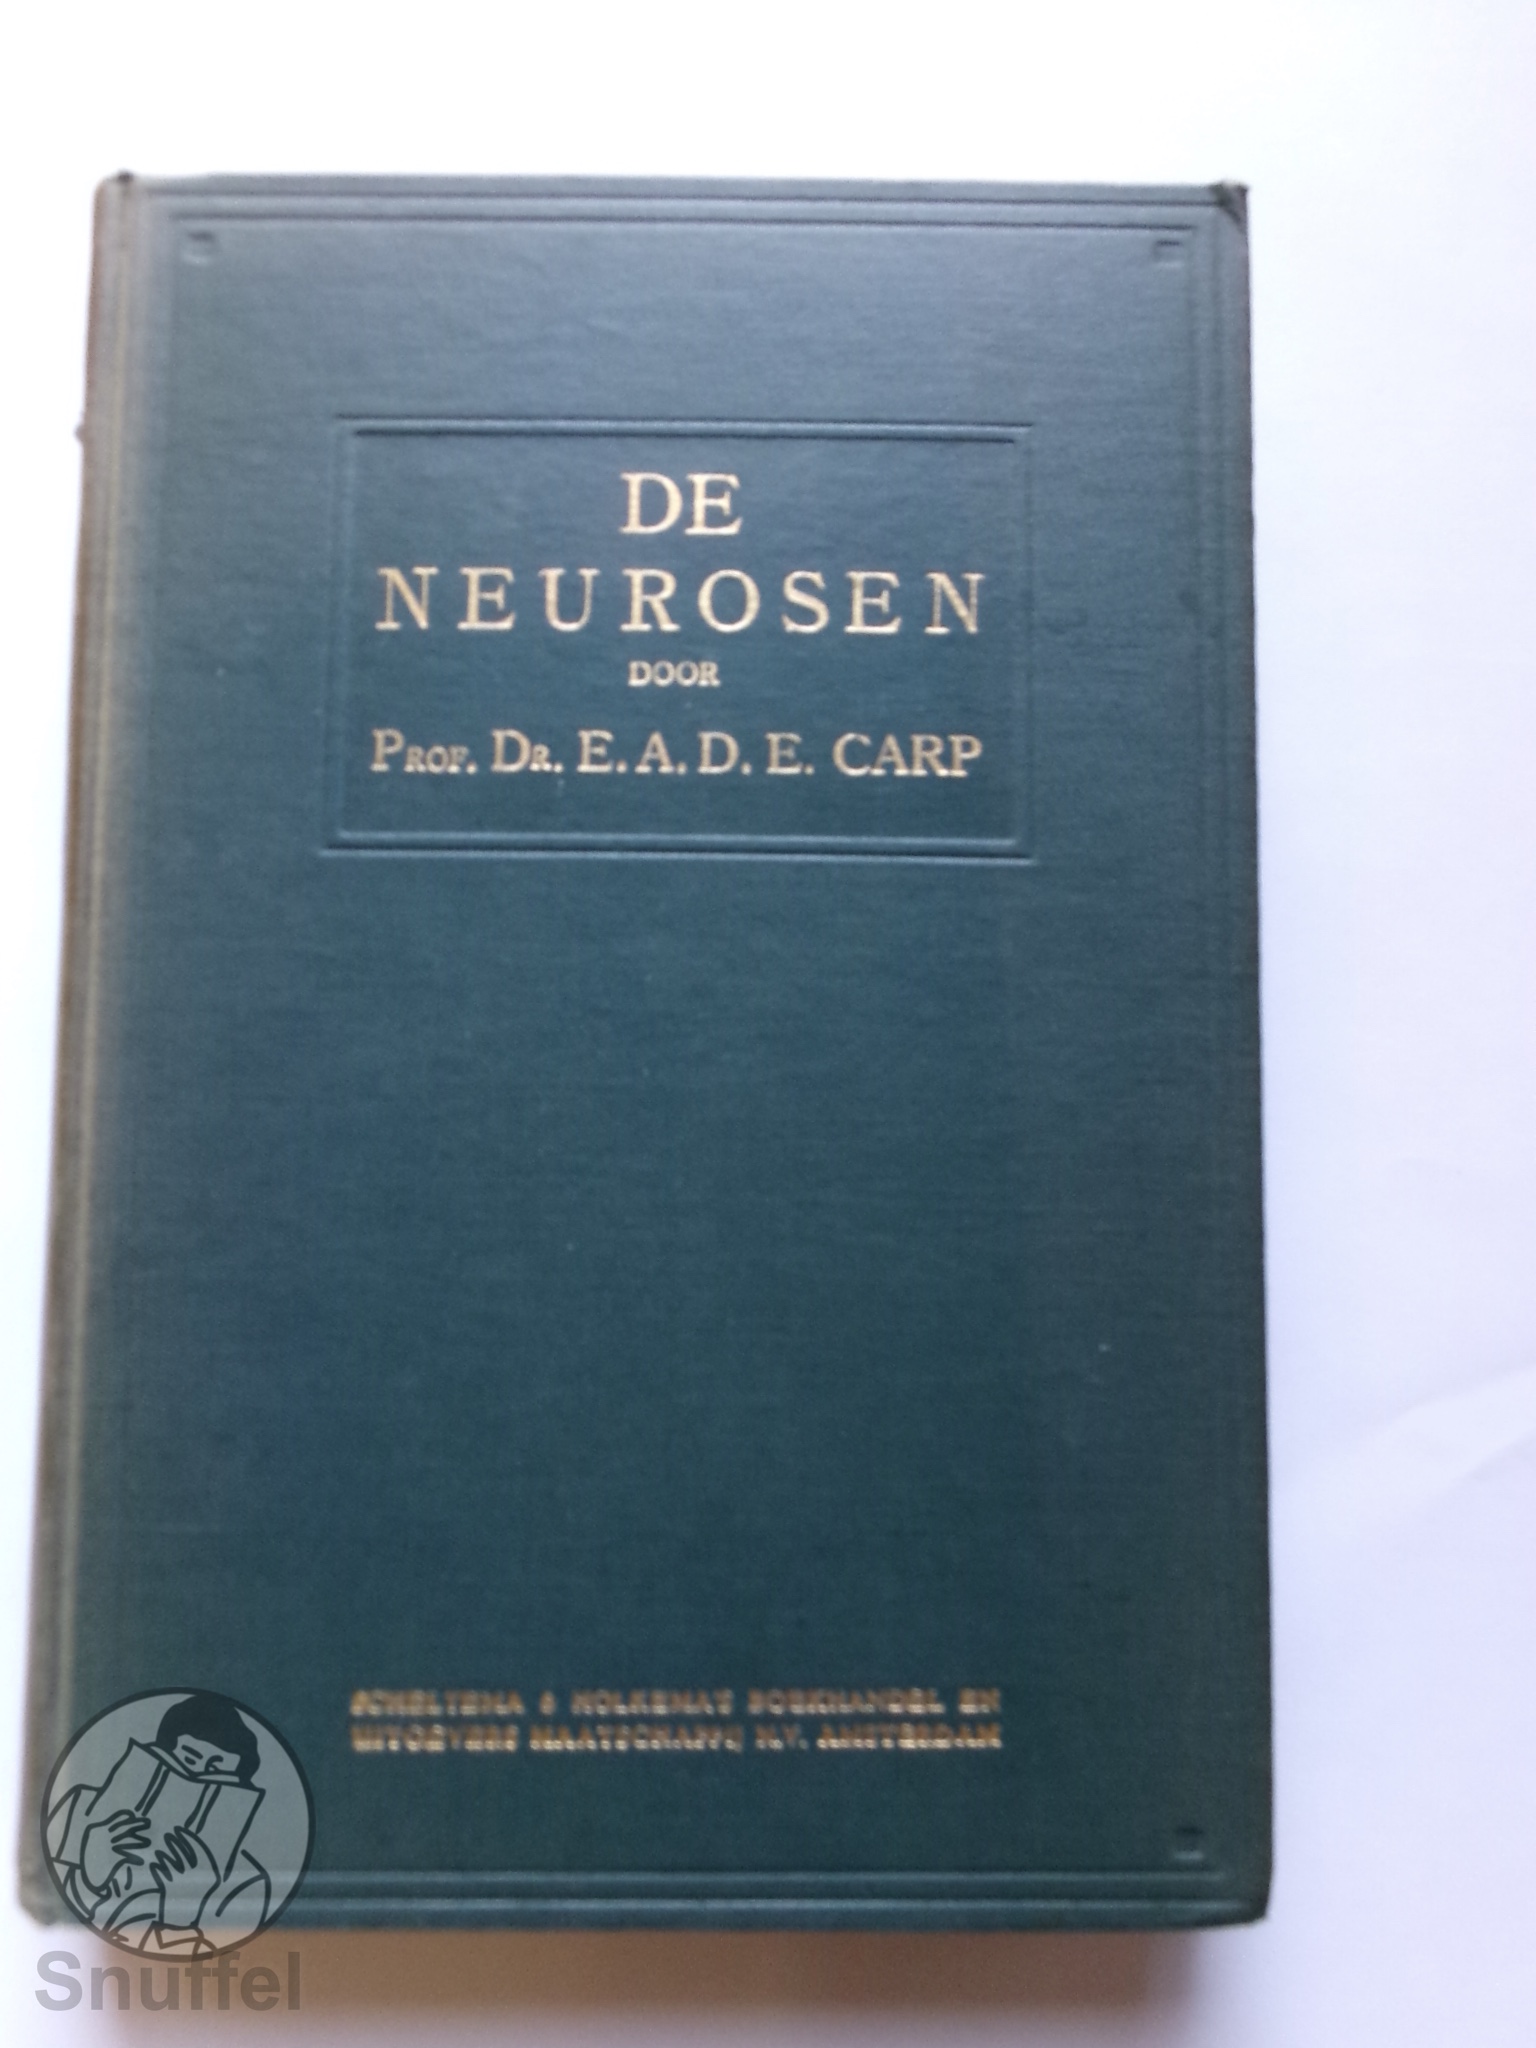 DE
NEUROSEN
DOOR
PROF. DR. E. A. D. E. CARP
SCHELTEMA & HOLKEMA'S BOEKHANDEL EN
UITGEVERS MAATSCHAPPIJ N.V. AMSTERDAM
Snuffel